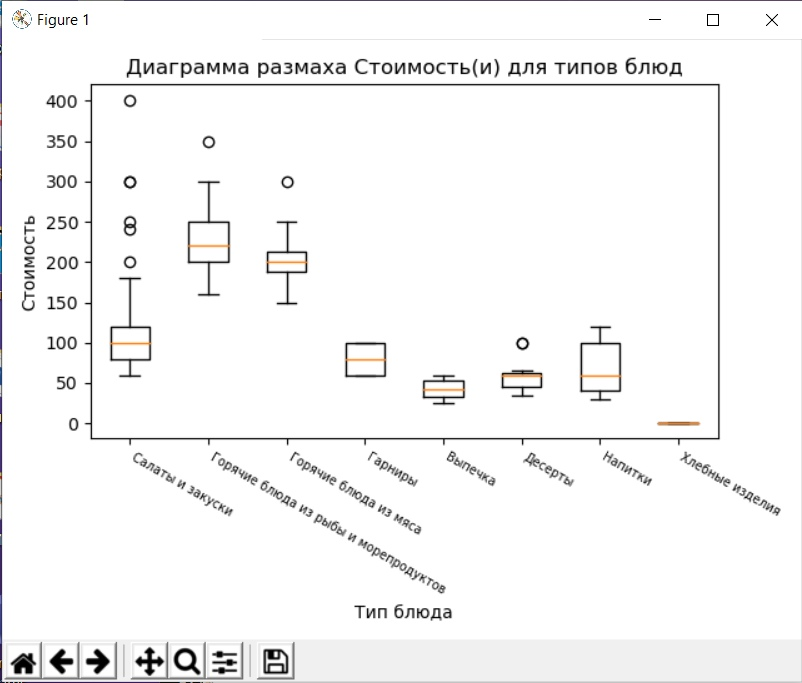 Figure 1
Диаграмма размаха Стоимость(и) для типов блюд
Стоимость
400
350
300
250
200
150
100
50
0
Салаты и закуски
Горячие блюда из рыбы и морепродуктов
Горячие блюда из мяса
Гарниры
Выпечка
Десерты
Напитки
Хлебные изделия
Тип блюда